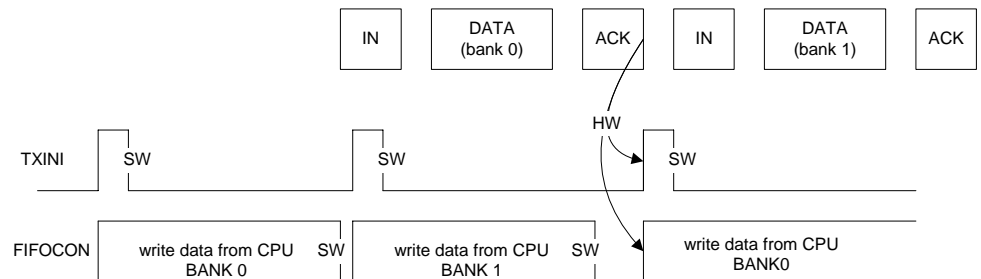 IN DATA ACK IN DATA ACK
(bank 0) (bank 1)
HW
TXINI SW SW SW
FIFOCON write data from CPU SW write data from CPU SW write data from CPU
BANK 0 BANK 1 BANK0